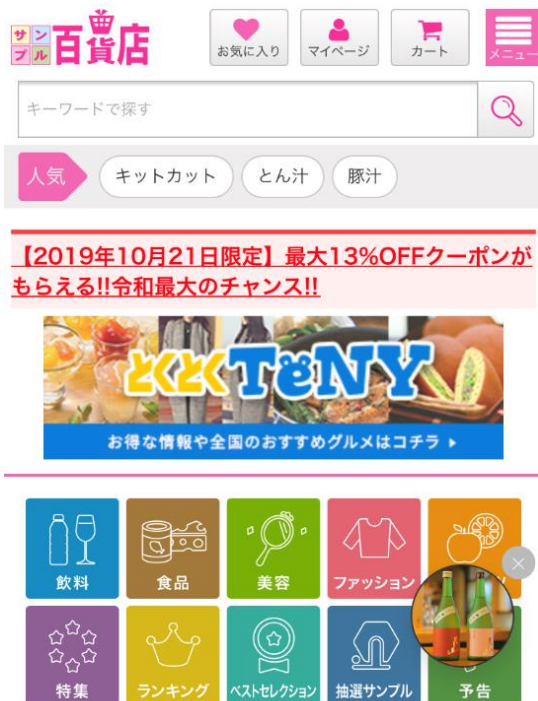 サンプル百貨店
お気に入り
マイページ
カート
メニュー
キーワードで探す
人気
キットカット
とん汁
豚汁
【2019年10月21日限定】最大13%OFFクーポンが
もらえる!!令和最大のチャンス!!
とくとくTeNY
お得な情報や全国のおすすめグルメはコチラ
飲料
食品
美容
ファッション
特集
ランキング
ベストセレクション
抽選サンプル
予告